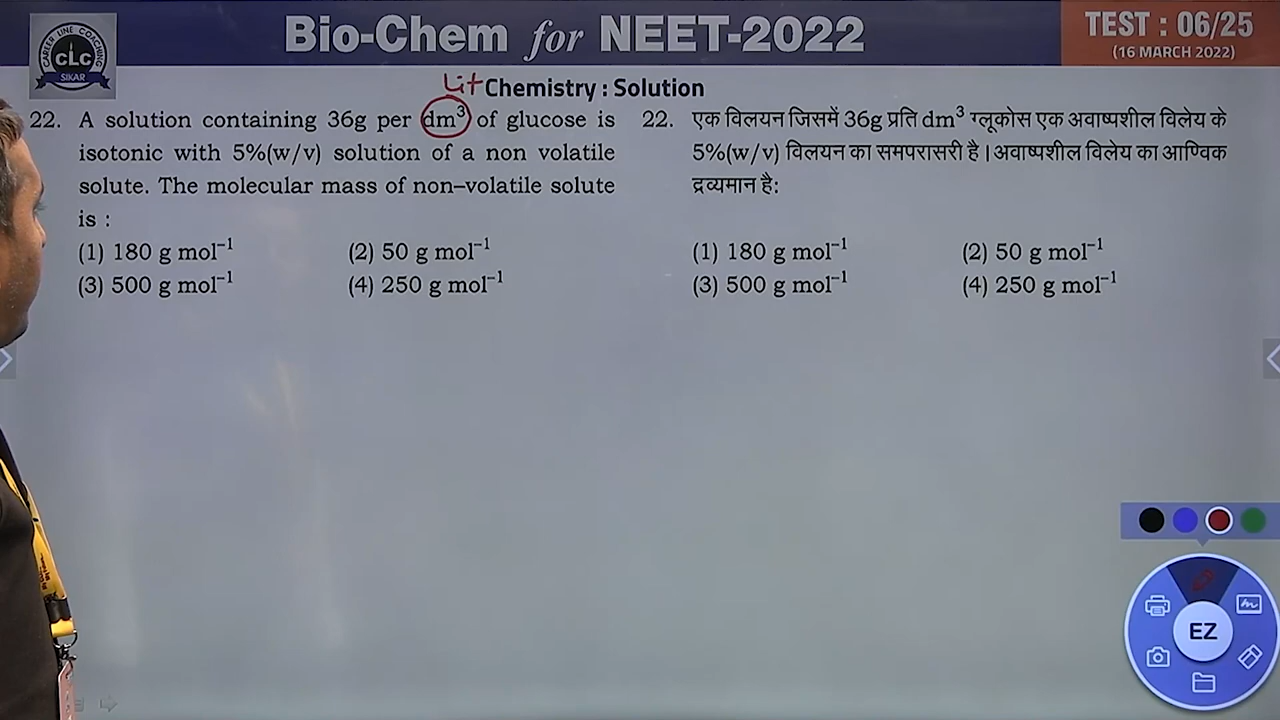 CAREER LINE COACHING
CLC
SIKAR
Bio-Chem for NEET-2022
TEST : 06/25
(16 MARCH 2022)
Lit
Chemistry : Solution
22. A solution containing 36g per dm³ of glucose is
isotonic with 5%(w/v) solution of a non volatile
solute. The molecular mass of non–volatile solute
is :
(1) 180 g mol⁻¹ (2) 50 g mol⁻¹
(3) 500 g mol⁻¹ (4) 250 g mol⁻¹
22. एक विलयन जिसमें 36g प्रति dm³ ग्लूकोस एक अवाष्पशील विलेय के
5%(w/v) विलयन का समपरासरी है। अवाष्पशील विलेय का आण्विक
द्रव्यमान है:
(1) 180 g mol⁻¹ (2) 50 g mol⁻¹
(3) 500 g mol⁻¹ (4) 250 g mol⁻¹
EZ